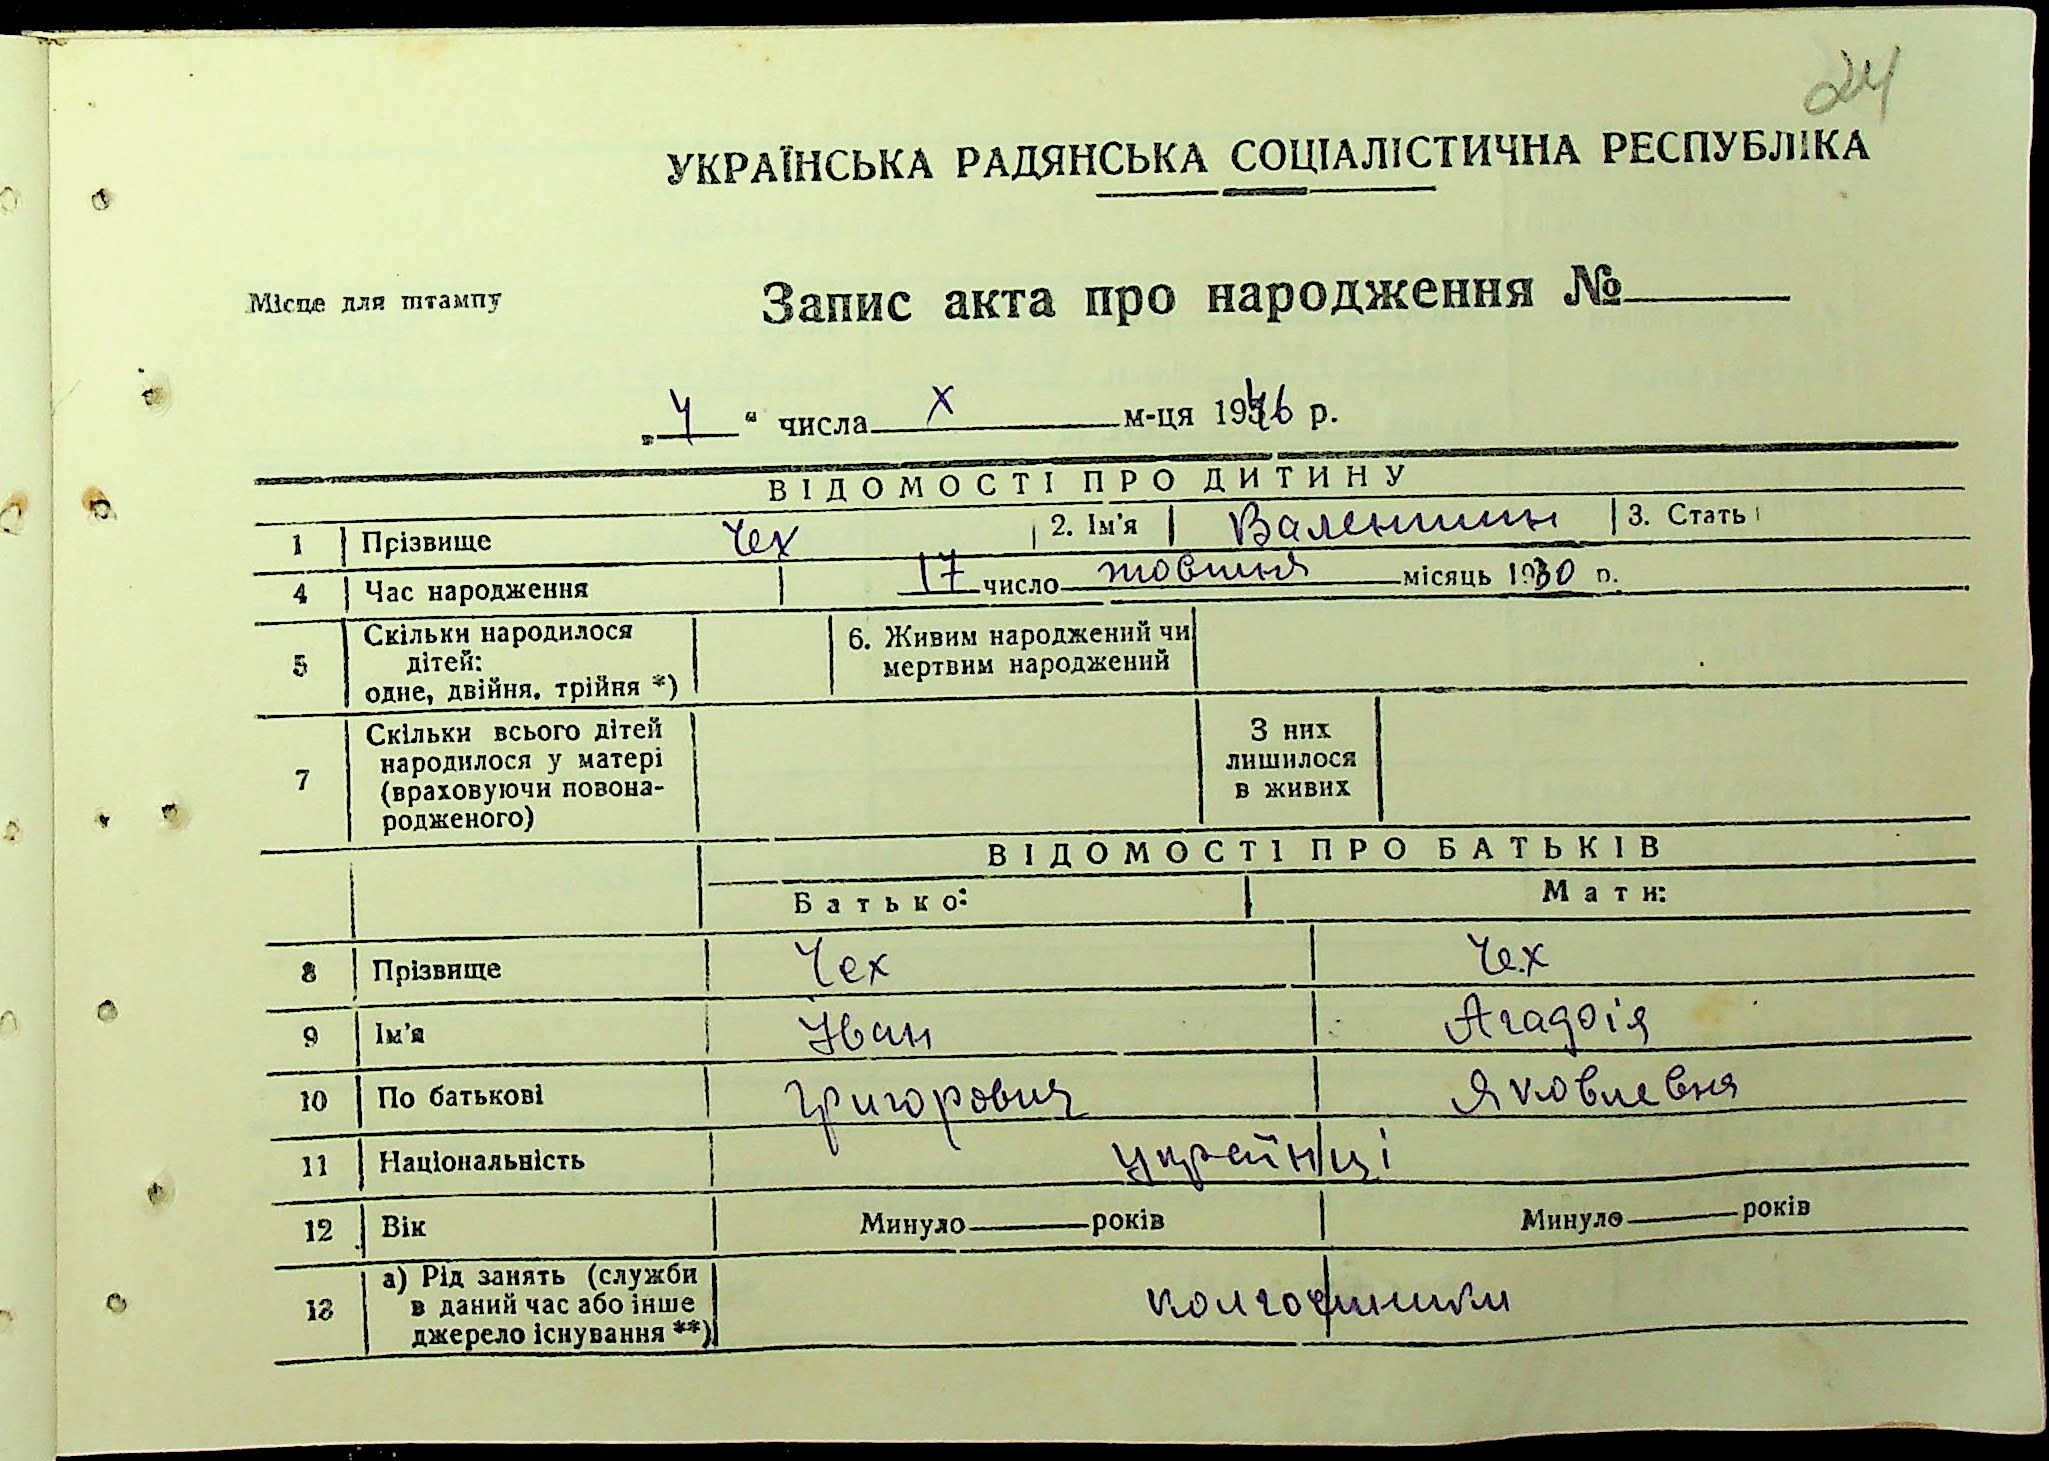 24
УКРАЇНСЬКА РАДЯНСЬКА СОЦІАЛІСТИЧНА РЕСПУБЛІКА
Місце для штампу
Запис акта про народження №
„4“ числа X м-ця 1946 р.
ВІДОМОСТІ ПРО ДИТИНУ
1 Прізвище Чех 2. Ім'я Валентин 3. Стать
4 Час народження 17 число жовтня місяць 1930 р.
5 Скільки народилося дітей: одне, двійня, трійня *) 6. Живим народжений чи мертвим народжений
7 Скільки всього дітей народилося у матері (враховуючи новона-родженого) З них лишилося в живих
ВІДОМОСТІ ПРО БАТЬКІВ
Батько: Мати:
8 Прізвище Чех Чех
9 Ім'я Іван
10 По батькові Григорович Яковлевна
11 Національність українці
12 Вік Минуло років Минуло років
13 а) Рід занять (служби в даний час або інше джерело існування **) колгоспники